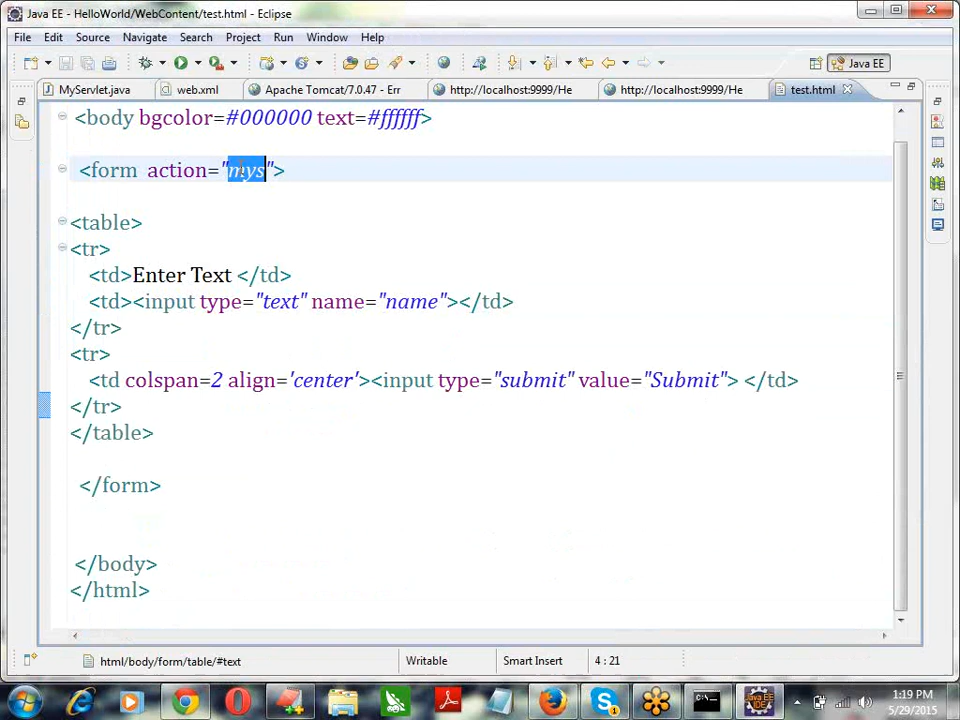 Java EE - HelloWorld/WebContent/test.html - Eclipse
File Edit Source Navigate Search Project Run Window Help
Java EE
MyServlet.java web.xml Apache Tomcat/7.0.47 - Err http://localhost:9999/He http://localhost:9999/He test.html
<body bgcolor=#000000 text=#ffffff>
<form action="mys">
<table>
<tr>
<td>Enter Text </td>
<td><input type="text" name="name"></td>
</tr>
<tr>
<td colspan=2 align='center'><input type="submit" value="Submit"> </td>
</tr>
</table>
</form>
</body>
</html>
html/body/form/table/#text Writable Smart Insert 4 : 21
1:19 PM
5/29/2015